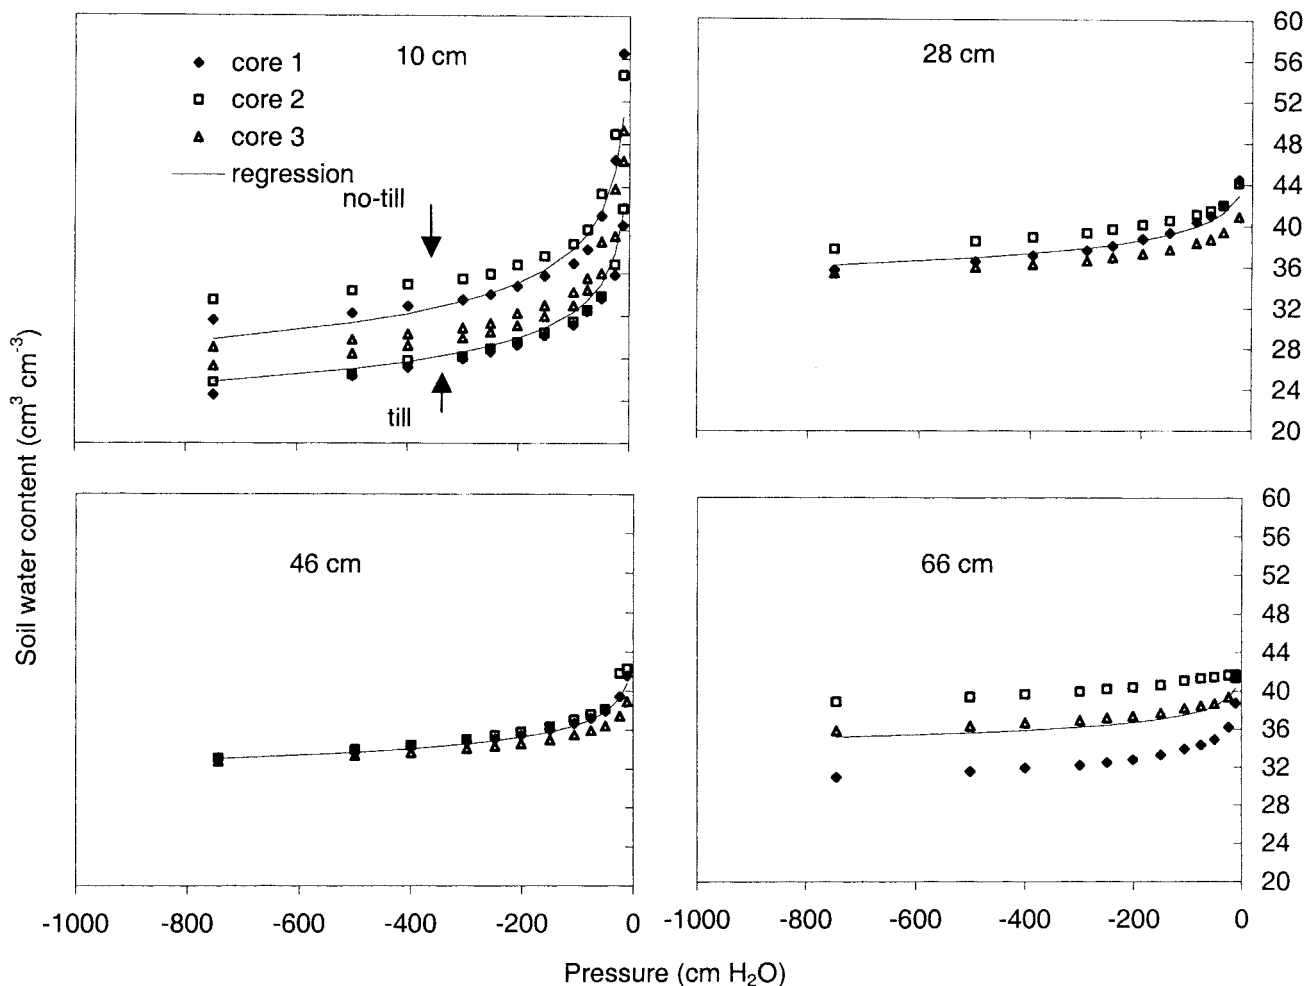 10 cm
core 1
core 2
core 3
regression
no-till
till
28 cm
60
56
52
48
44
40
36
32
28
24
20
46 cm
66 cm
60
56
52
48
44
40
36
32
28
24
20
-1000 -800 -600 -400 -200 0
-1000 -800 -600 -400 -200 0
Soil water content (cm³ cm⁻³)
Pressure (cm H₂O)